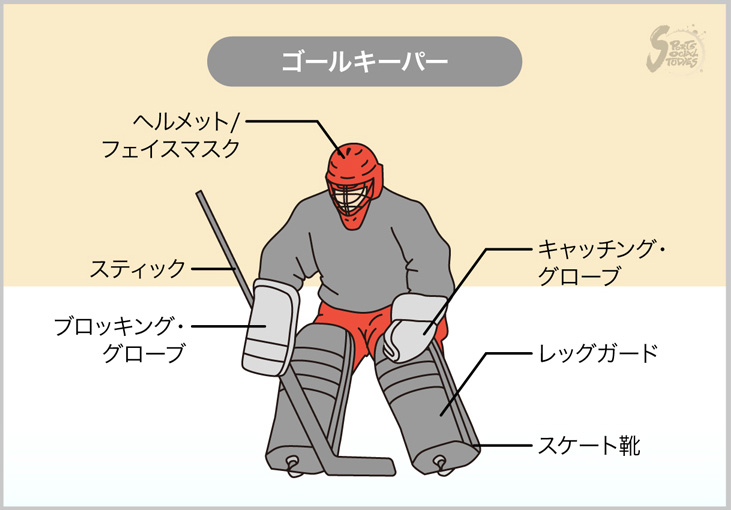 ゴールキーパー
SPORTS
SOCIAL
STORIES
ヘルメット/
フェイスマスク
スティック
ブロッキング・
グローブ
キャッチング・
グローブ
レッグガード
スケート靴